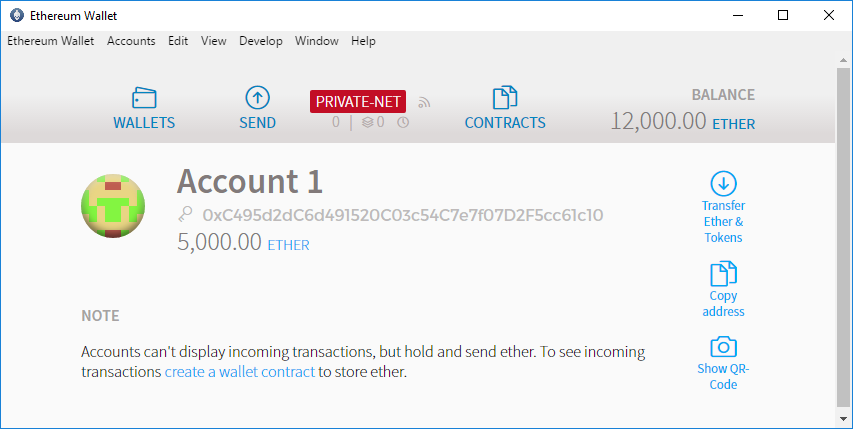 Ethereum Wallet
Ethereum Wallet Accounts Edit View Develop Window Help
WALLETS
SEND
PRIVATE-NET
0 | 0
CONTRACTS
BALANCE
12,000.00 ETHER
Account 1
0xC495d2dC6d491520C03c54C7e7f07D2F5cc61c10
5,000.00 ETHER
NOTE
Accounts can't display incoming transactions, but hold and send ether. To see incoming
transactions create a wallet contract to store ether.
Transfer
Ether &
Tokens
Copy
address
Show QR-
Code